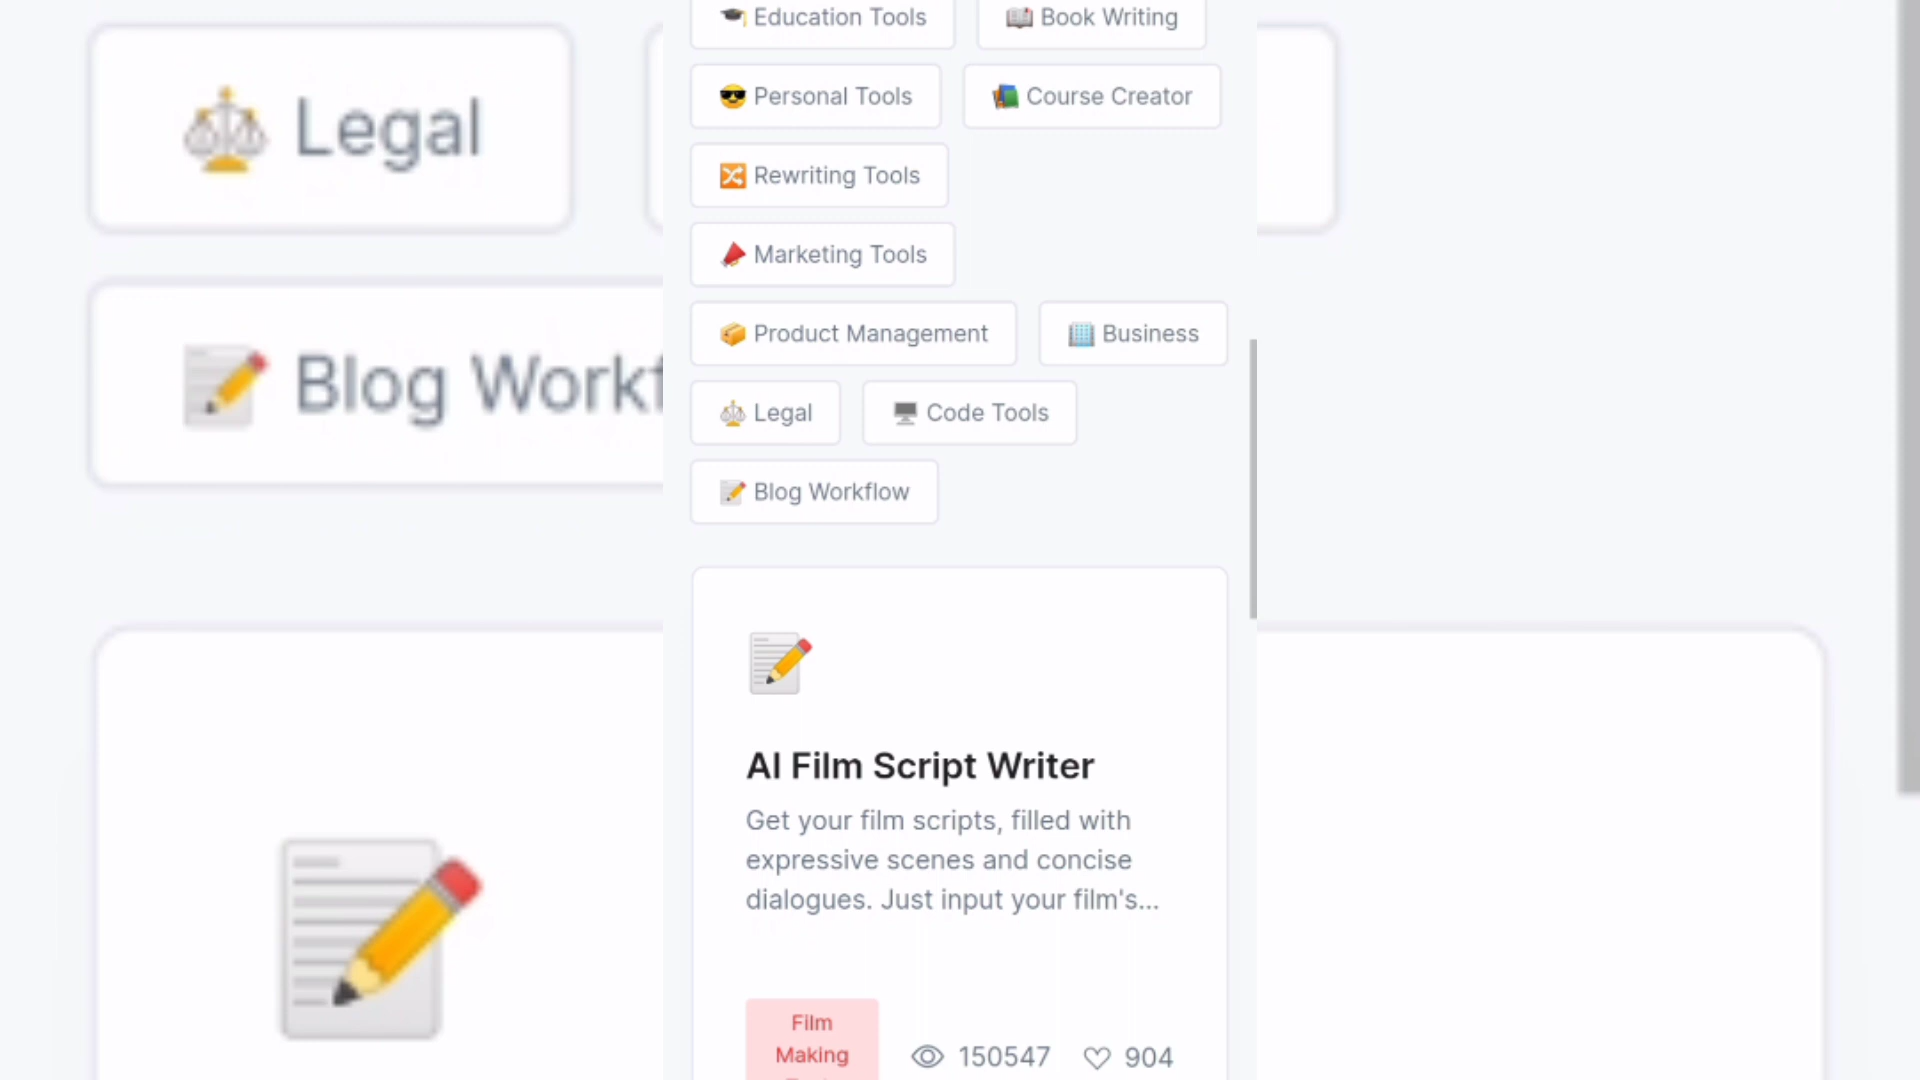 Education Tools
Book Writing
Personal Tools
Course Creator
Rewriting Tools
Marketing Tools
Product Management
Business
Legal
Code Tools
Blog Workflow
AI Film Script Writer
Get your film scripts, filled with
expressive scenes and concise
dialogues. Just input your film's...
Film
Making
150547
904
Legal
Blog Workf